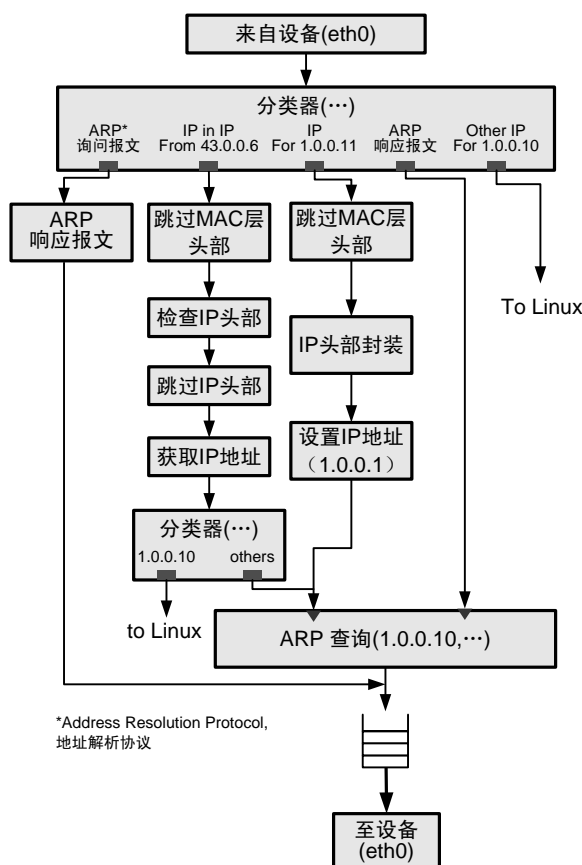 来自设备(eth0)
分类器(…)
ARP*
询问报文
IP in IP
From 43.0.0.6
IP
For 1.0.0.11
ARP
响应报文
Other IP
For 1.0.0.10
ARP
响应报文
跳过MAC层
头部
跳过MAC层
头部
To Linux
检查IP头部
IP头部封装
跳过IP头部
获取IP地址
设置IP地址
（1.0.0.1）
分类器(…)
1.0.0.10
others
to Linux
ARP 查询(1.0.0.10,…)
*Address Resolution Protocol,
地址解析协议
至设备
(eth0)